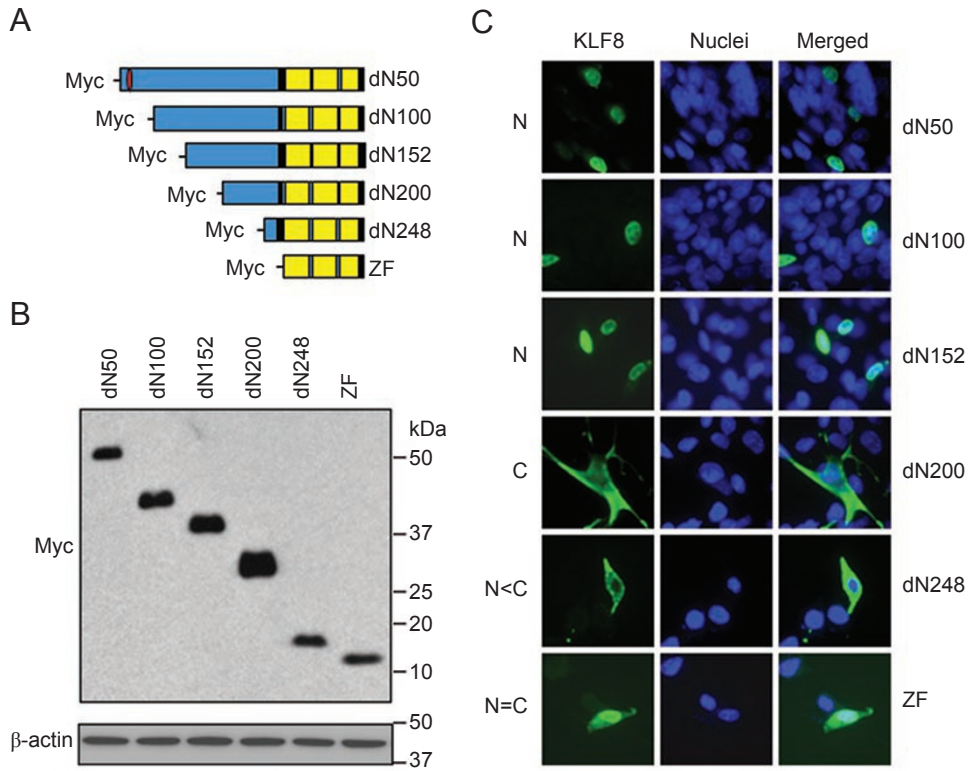 A
Myc dN50
Myc dN100
Myc dN152
Myc dN200
Myc dN248
Myc ZF
B
dN50 dN100 dN152 dN200 dN248 ZF
kDa
50
37
25
20
10
Myc
50
β-actin
37
C
KLF8 Nuclei Merged
N dN50
N dN100
N dN152
C dN200
N<C dN248
N=C ZF